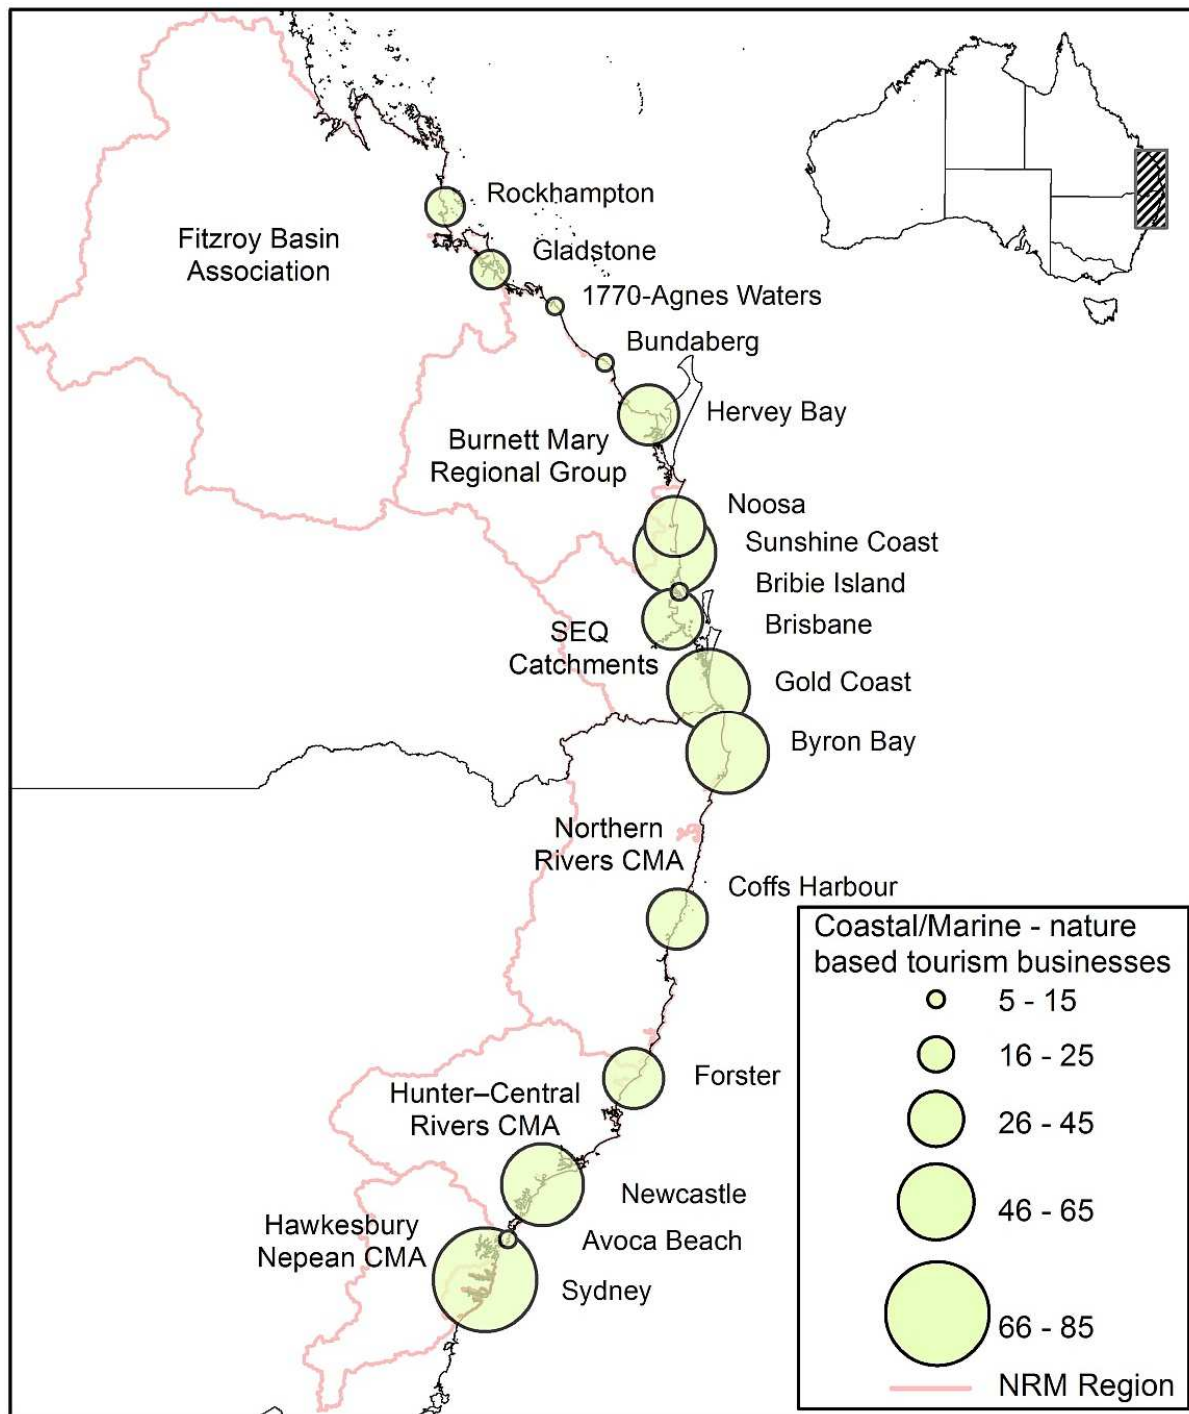 Rockhampton
Fitzroy Basin
Association
Gladstone
1770-Agnes Waters
Bundaberg
Hervey Bay
Burnett Mary
Regional Group
Noosa
Sunshine Coast
Bribie Island
Brisbane
SEQ
Catchments
Gold Coast
Byron Bay
Northern
Rivers CMA
Coffs Harbour
Forster
Hunter–Central
Rivers CMA
Newcastle
Hawkesbury
Nepean CMA
Avoca Beach
Sydney
Coastal/Marine - nature
based tourism businesses
5 - 15
16 - 25
26 - 45
46 - 65
66 - 85
NRM Region